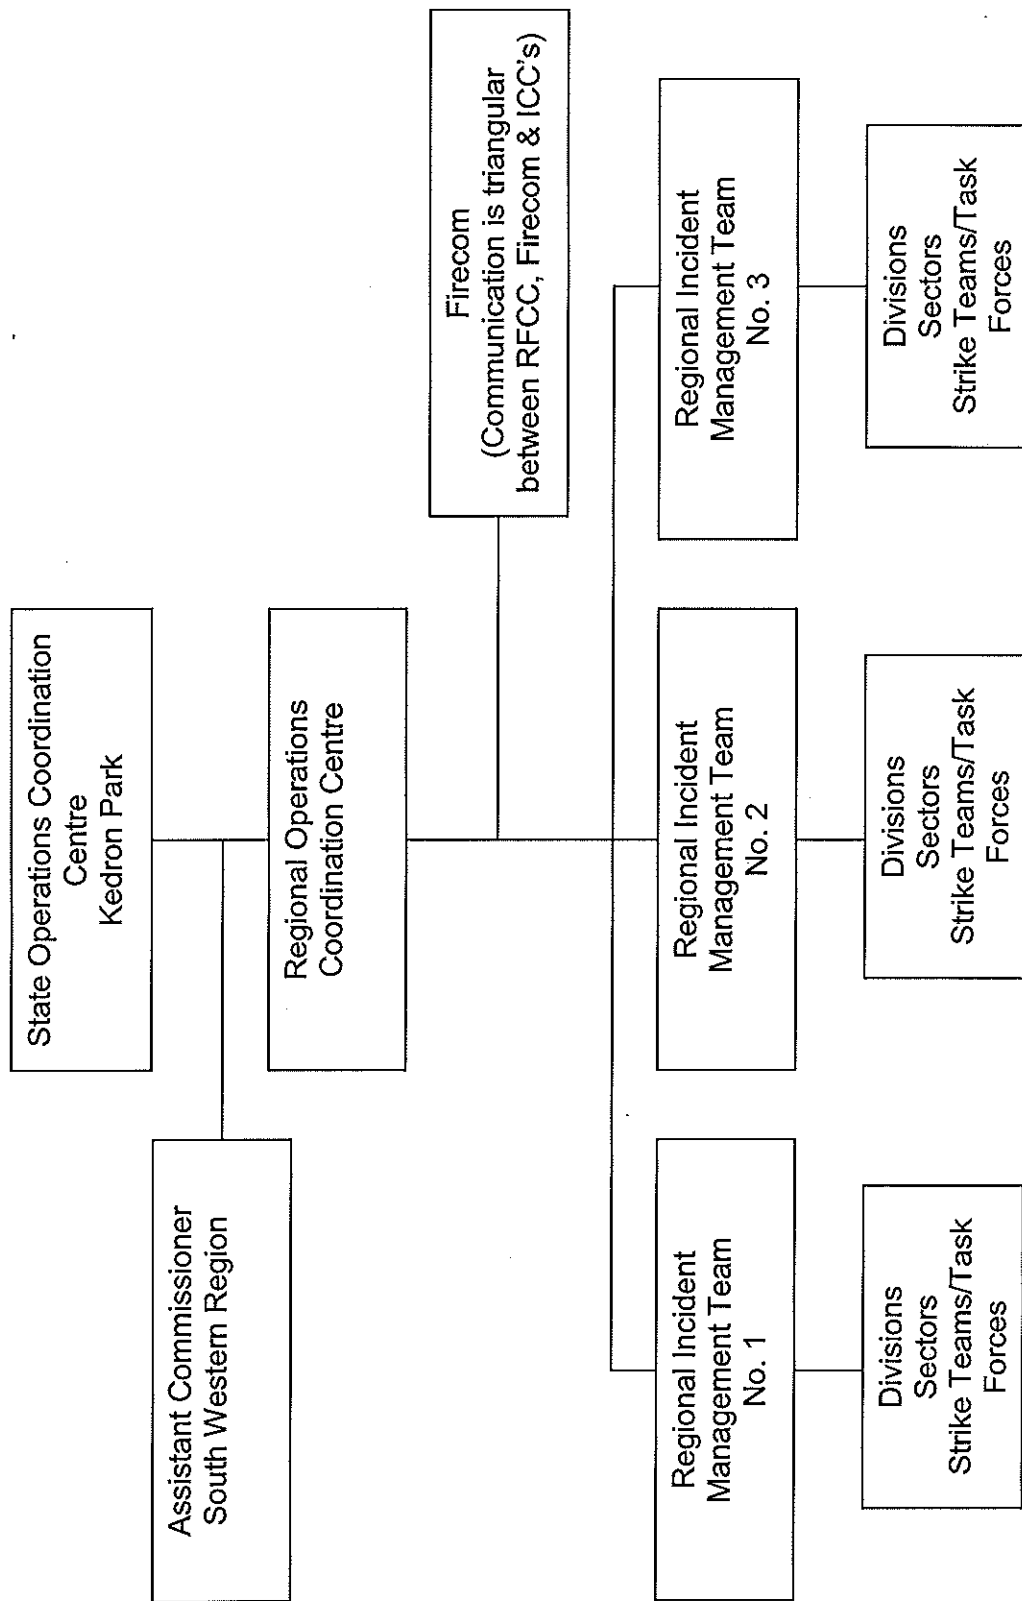 State Operations Coordination
Centre
Kedron Park
Assistant Commissioner
South Western Region
Regional Operations
Coordination Centre
Firecom
(Communication is triangular
between RFCC, Firecom & ICC's)
Regional Incident
Management Team
No. 1
Regional Incident
Management Team
No. 2
Regional Incident
Management Team
No. 3
Divisions
Sectors
Strike Teams/Task
Forces
Divisions
Sectors
Strike Teams/Task
Forces
Divisions
Sectors
Strike Teams/Task
Forces